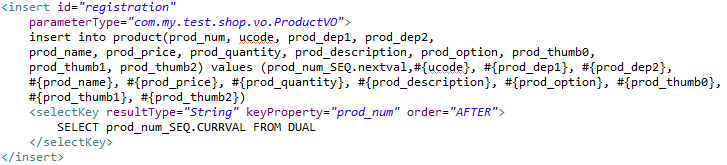 <insert id="registration"
parameterType="com.my.test.shop.vo.ProductVO">
insert into product(prod_num, ucode, prod_dep1, prod_dep2,
prod_name, prod_price, prod_quantity, prod_description, prod_option, prod_thumb0,
prod_thumb1, prod_thumb2) values (prod_num_SEQ.nextval,#{ucode}, #{prod_dep1}, #{prod_dep2},
#{prod_name}, #{prod_price}, #{prod_quantity}, #{prod_description}, #{prod_option}, #{prod_thumb0},
#{prod_thumb1}, #{prod_thumb2})
<selectKey resultType="String" keyProperty="prod_num" order="AFTER">
SELECT prod_num_SEQ.CURRVAL FROM DUAL
</selectKey>
</insert>